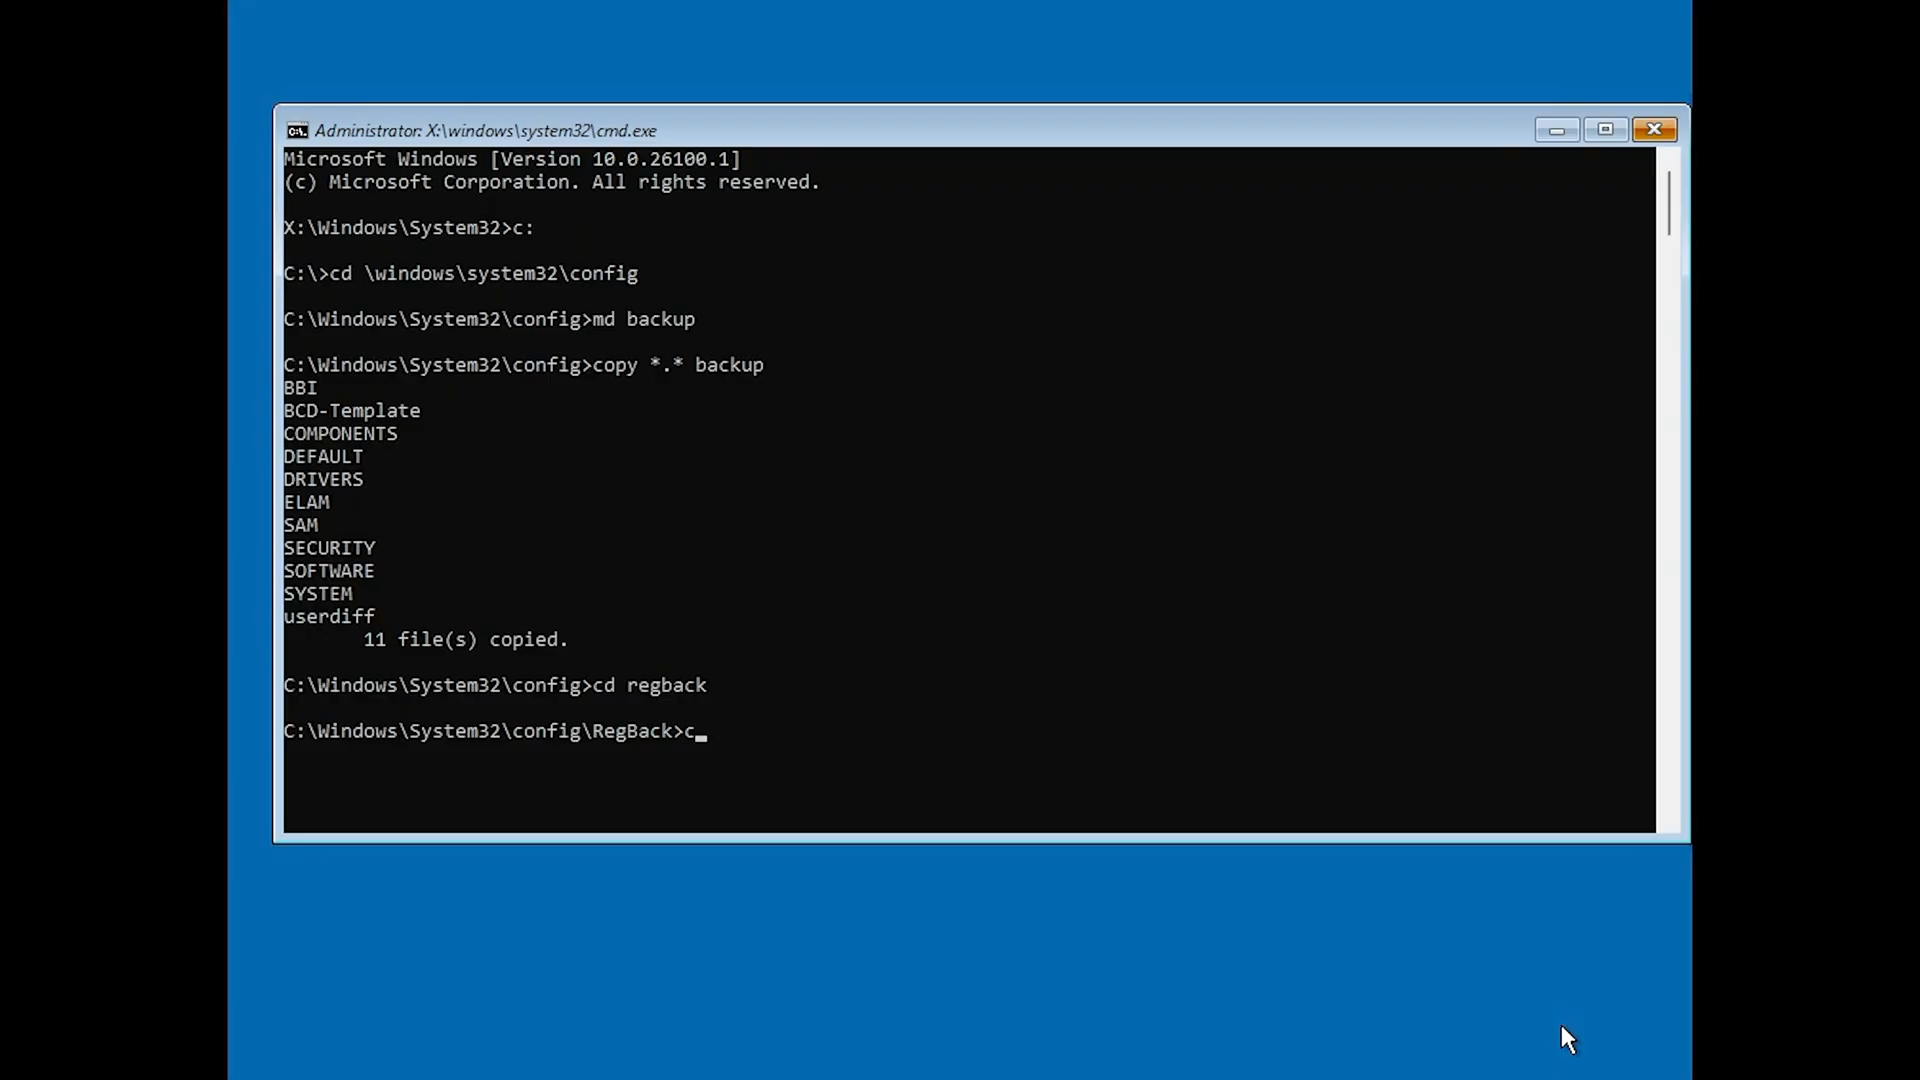 Administrator: X:\windows\system32\cmd.exe
Microsoft Windows [Version 10.0.26100.1]
(c) Microsoft Corporation. All rights reserved.
X:\Windows\System32>c:
C:\>cd \windows\system32\config
C:\Windows\System32\config>md backup
C:\Windows\System32\config>copy *.* backup
BBI
BCD-Template
COMPONENTS
DEFAULT
DRIVERS
ELAM
SAM
SECURITY
SOFTWARE
SYSTEM
userdiff
11 file(s) copied.
C:\Windows\System32\config>cd regback
C:\Windows\System32\config\RegBack>c_